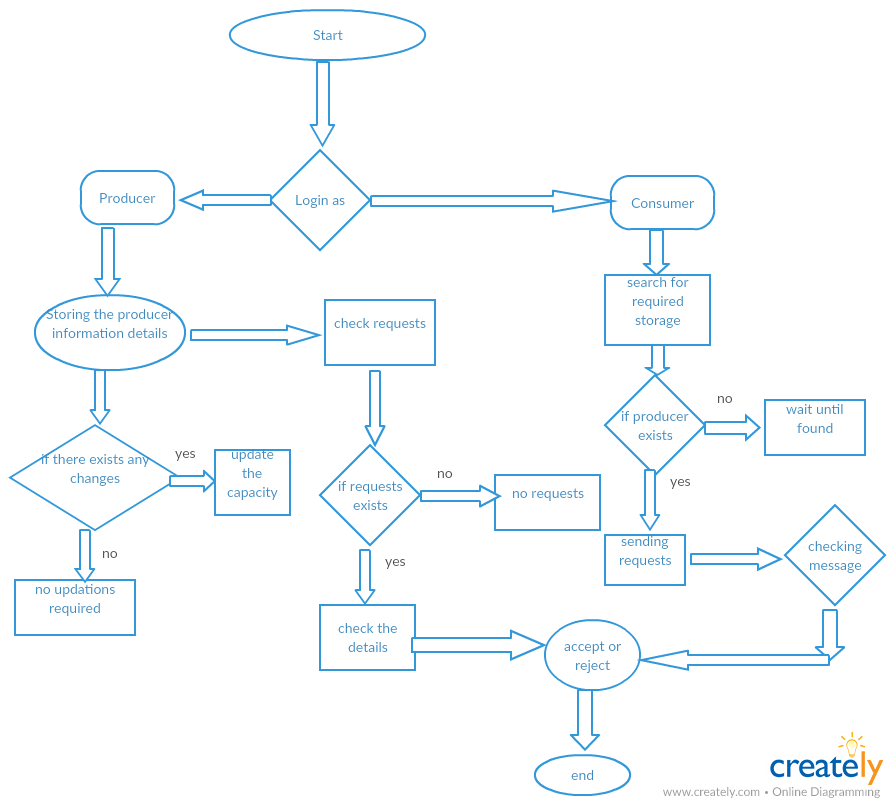 Start
Login as
Producer
Consumer
Storing the producer
information details
check requests
search for
required
storage
if producer
exists
no
wait until
found
if there exists any
changes
yes
update
the
capacity
if requests
exists
no
no requests
yes
sending
requests
checking
message
no
no updations
required
yes
check the
details
accept or
reject
end
creately
www.creately.com • Online Diagramming